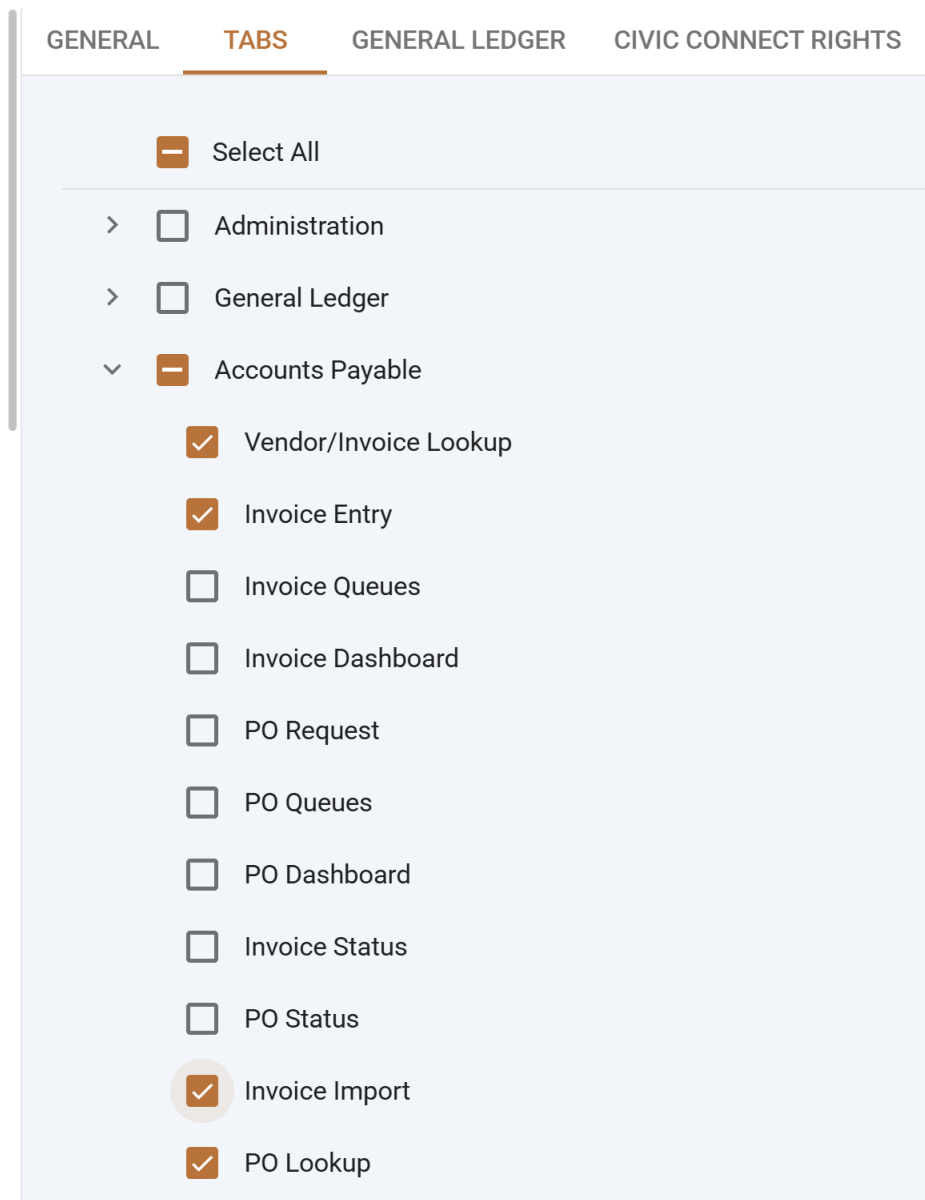 GENERAL TABS GENERAL LEDGER CIVIC CONNECT RIGHTS
Select All
Administration
General Ledger
Accounts Payable
Vendor/Invoice Lookup
Invoice Entry
Invoice Queues
Invoice Dashboard
PO Request
PO Queues
PO Dashboard
Invoice Status
PO Status
Invoice Import
PO Lookup